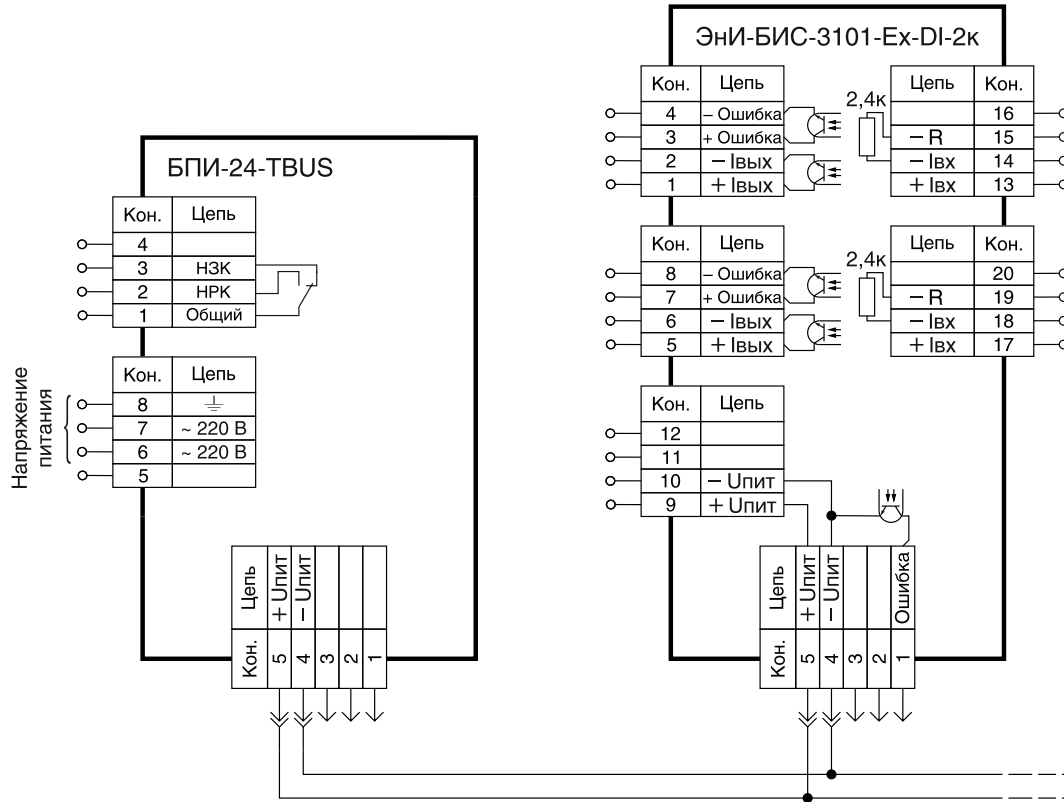 БПИ-24-TBUS
Кон. Цепь
4
3 НЗК
2 НРК
1 Общий
Напряжение
питания
Кон. Цепь
8
7 ~ 220 В
6 ~ 220 В
5
Цепь + Uпит - Uпит
Кон. 5 4 3 2 1
ЭнИ-БИС-3101-Ex-DI-2к
Кон. Цепь
4 - Ошибка
3 + Ошибка
2 - Iвых
1 + Iвых
2,4к
Цепь Кон.
16
- R 15
- Iвх 14
+ Iвх 13
Кон. Цепь
8 - Ошибка
7 + Ошибка
6 - Iвых
5 + Iвых
2,4к
Цепь Кон.
20
- R 19
- Iвх 18
+ Iвх 17
Кон. Цепь
12
11
10 - Uпит
9 + Uпит
Цепь + Uпит - Uпит Ошибка
Кон. 5 4 3 2 1